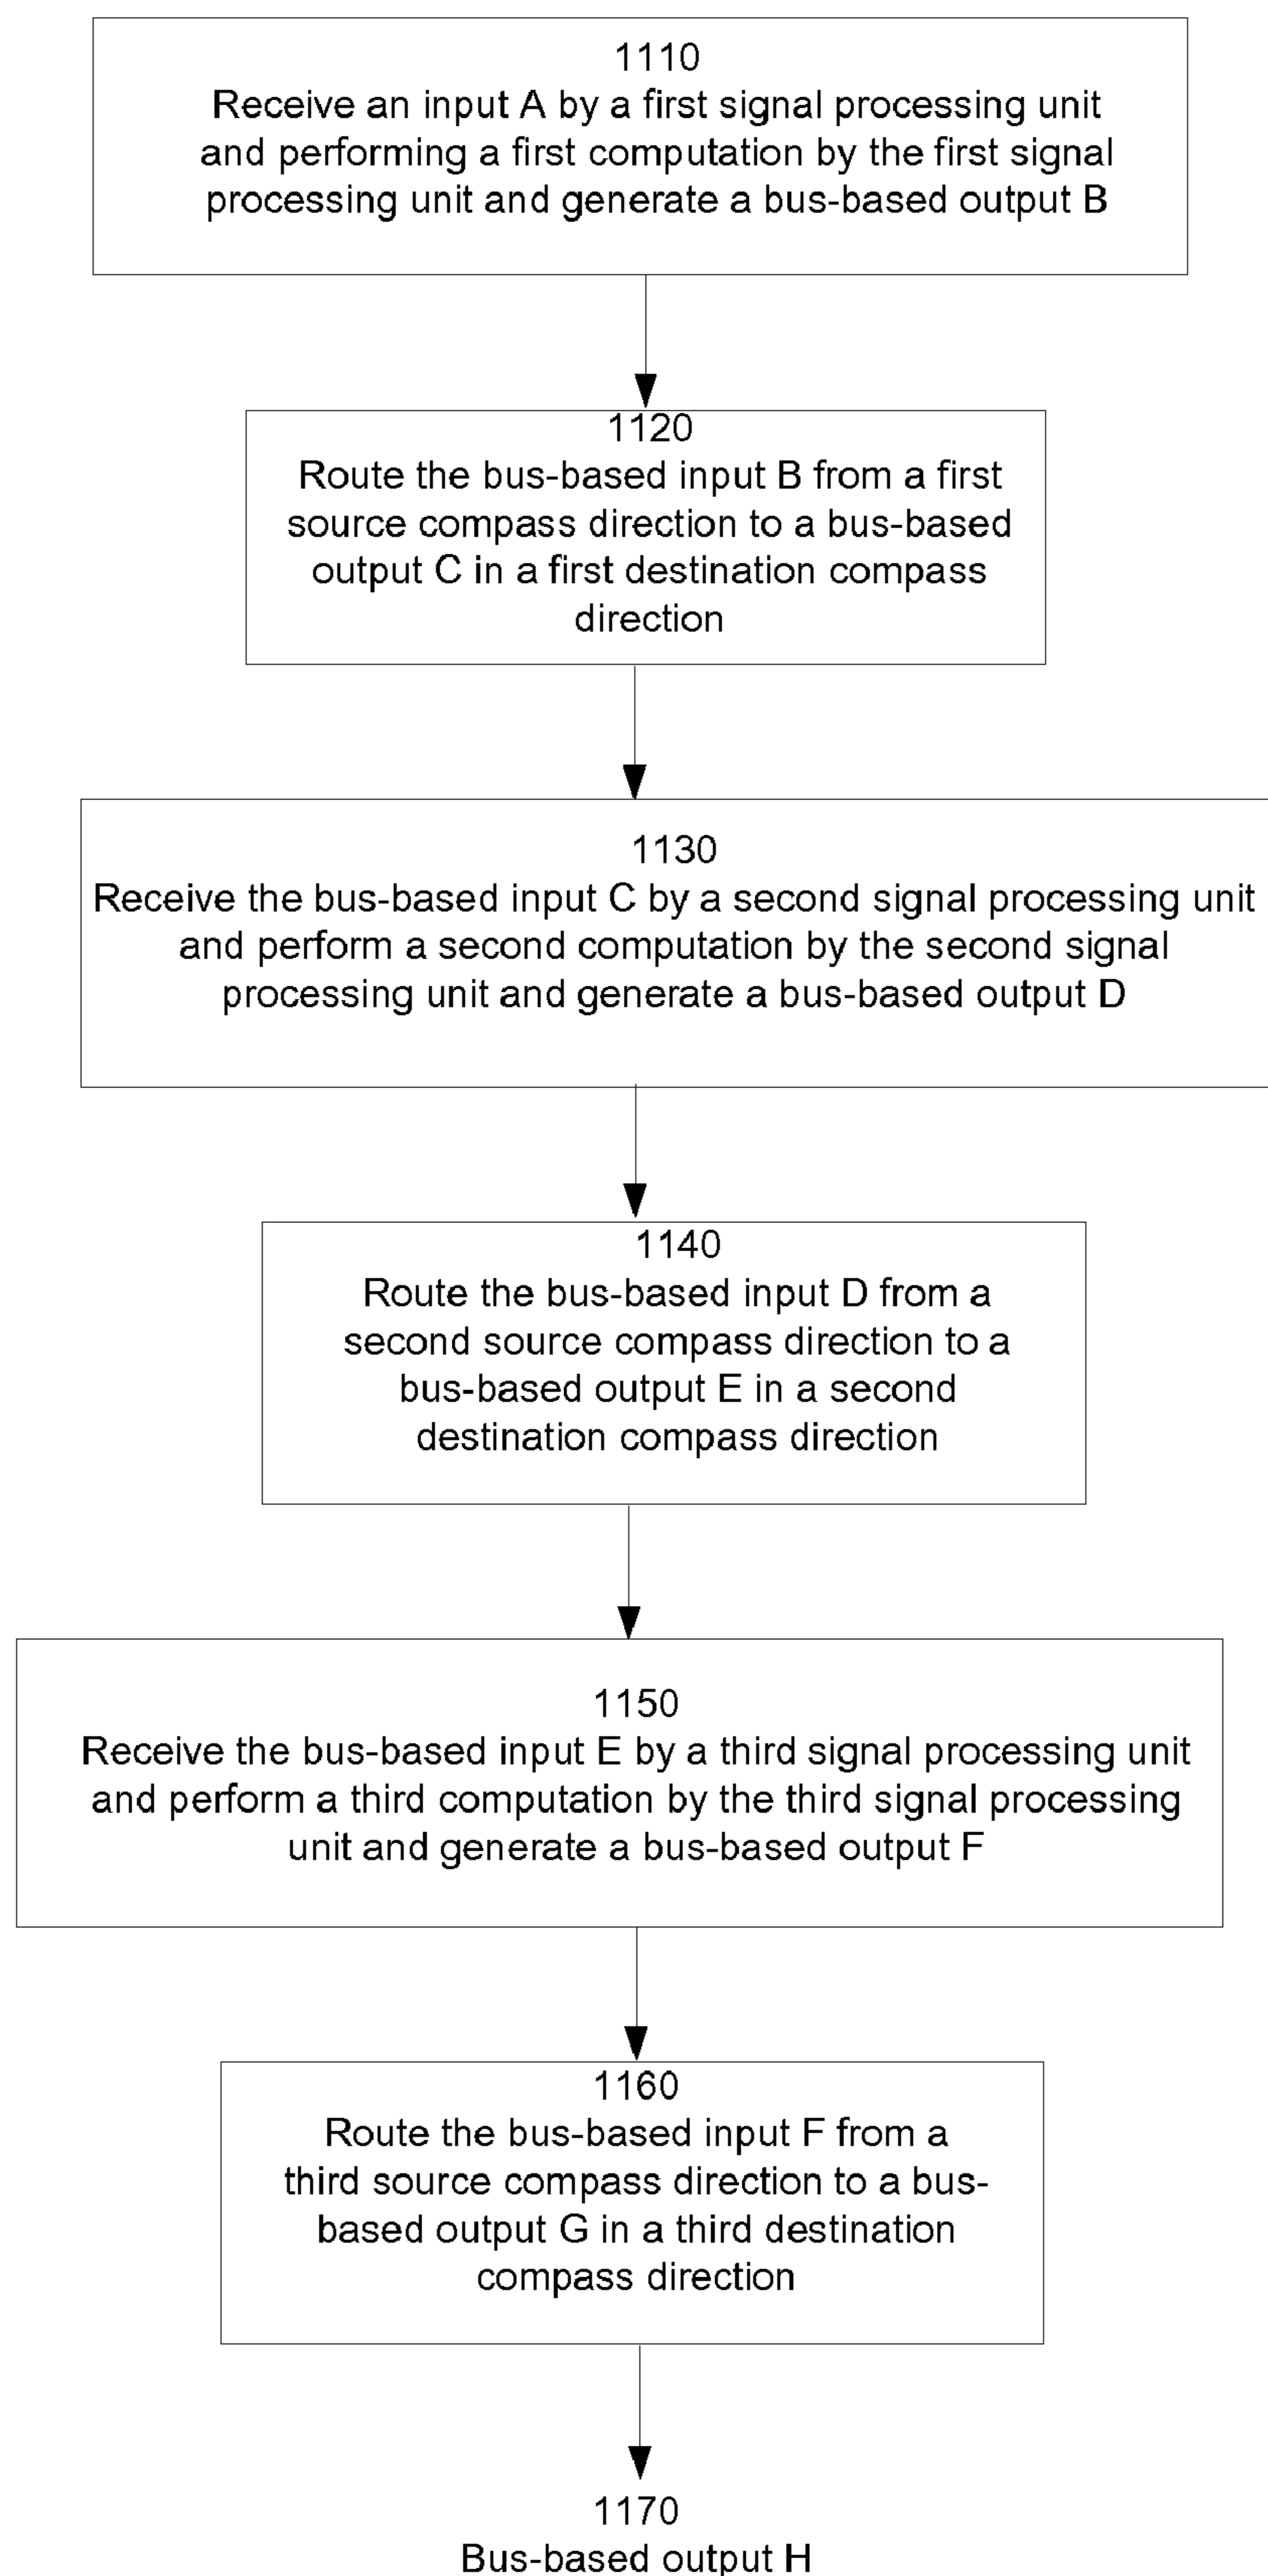 1110
Receive an input A by a first signal processing unit
and performing a first computation by the first signal
processing unit and generate a bus-based output B
1120
Route the bus-based input B from a first
source compass direction to a bus-based
output C in a first destination compass
direction
1130
Receive the bus-based input C by a second signal processing unit
and perform a second computation by the second signal
processing unit and generate a bus-based output D
1140
Route the bus-based input D from a
second source compass direction to a
bus-based output E in a second
destination compass direction
1150
Receive the bus-based input E by a third signal processing unit
and perform a third computation by the third signal processing
unit and generate a bus-based output F
1160
Route the bus-based input F from a
third source compass direction to a bus-
based output G in a third destination
compass direction
1170
Bus-based output H